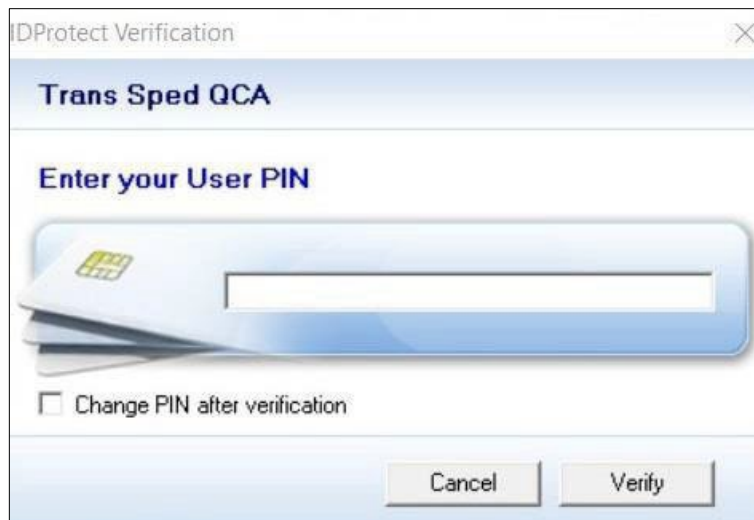 IDProtect Verification
Trans Sped QCA
Enter your User PIN
Change PIN after verification
Cancel Verify